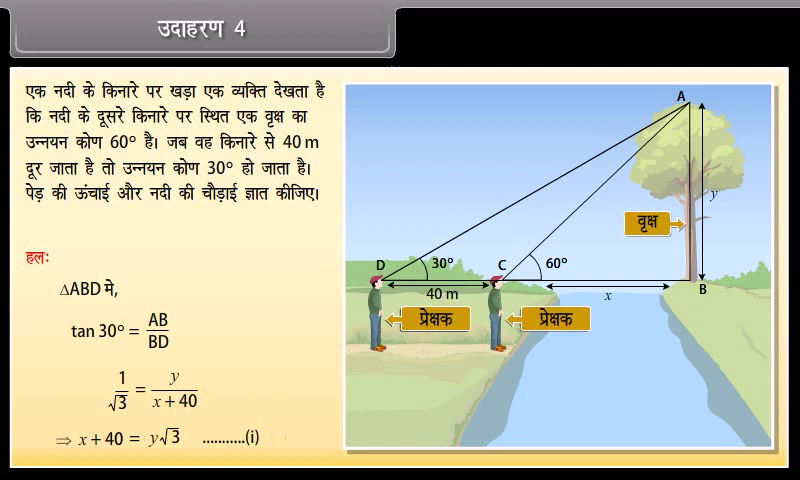 उदाहरण 4
एक नदी के किनारे पर खड़ा एक व्यक्ति देखता है
कि नदी के दूसरे किनारे पर स्थित एक वृक्ष का
उन्नयन कोण 60° है। जब वह किनारे से 40 m
दूर जाता है तो उन्नयन कोण 30° हो जाता है।
पेड़ की ऊंचाई और नदी की चौड़ाई ज्ञात कीजिए।
हलः
△ABD मे,
tan 30° = AB/BD
1/√3 = y/(x + 40)
⇒ x + 40 = y√3 ...........(i)
A
y
वृक्ष
D 30° C 60° B
40 m x
प्रेक्षक प्रेक्षक